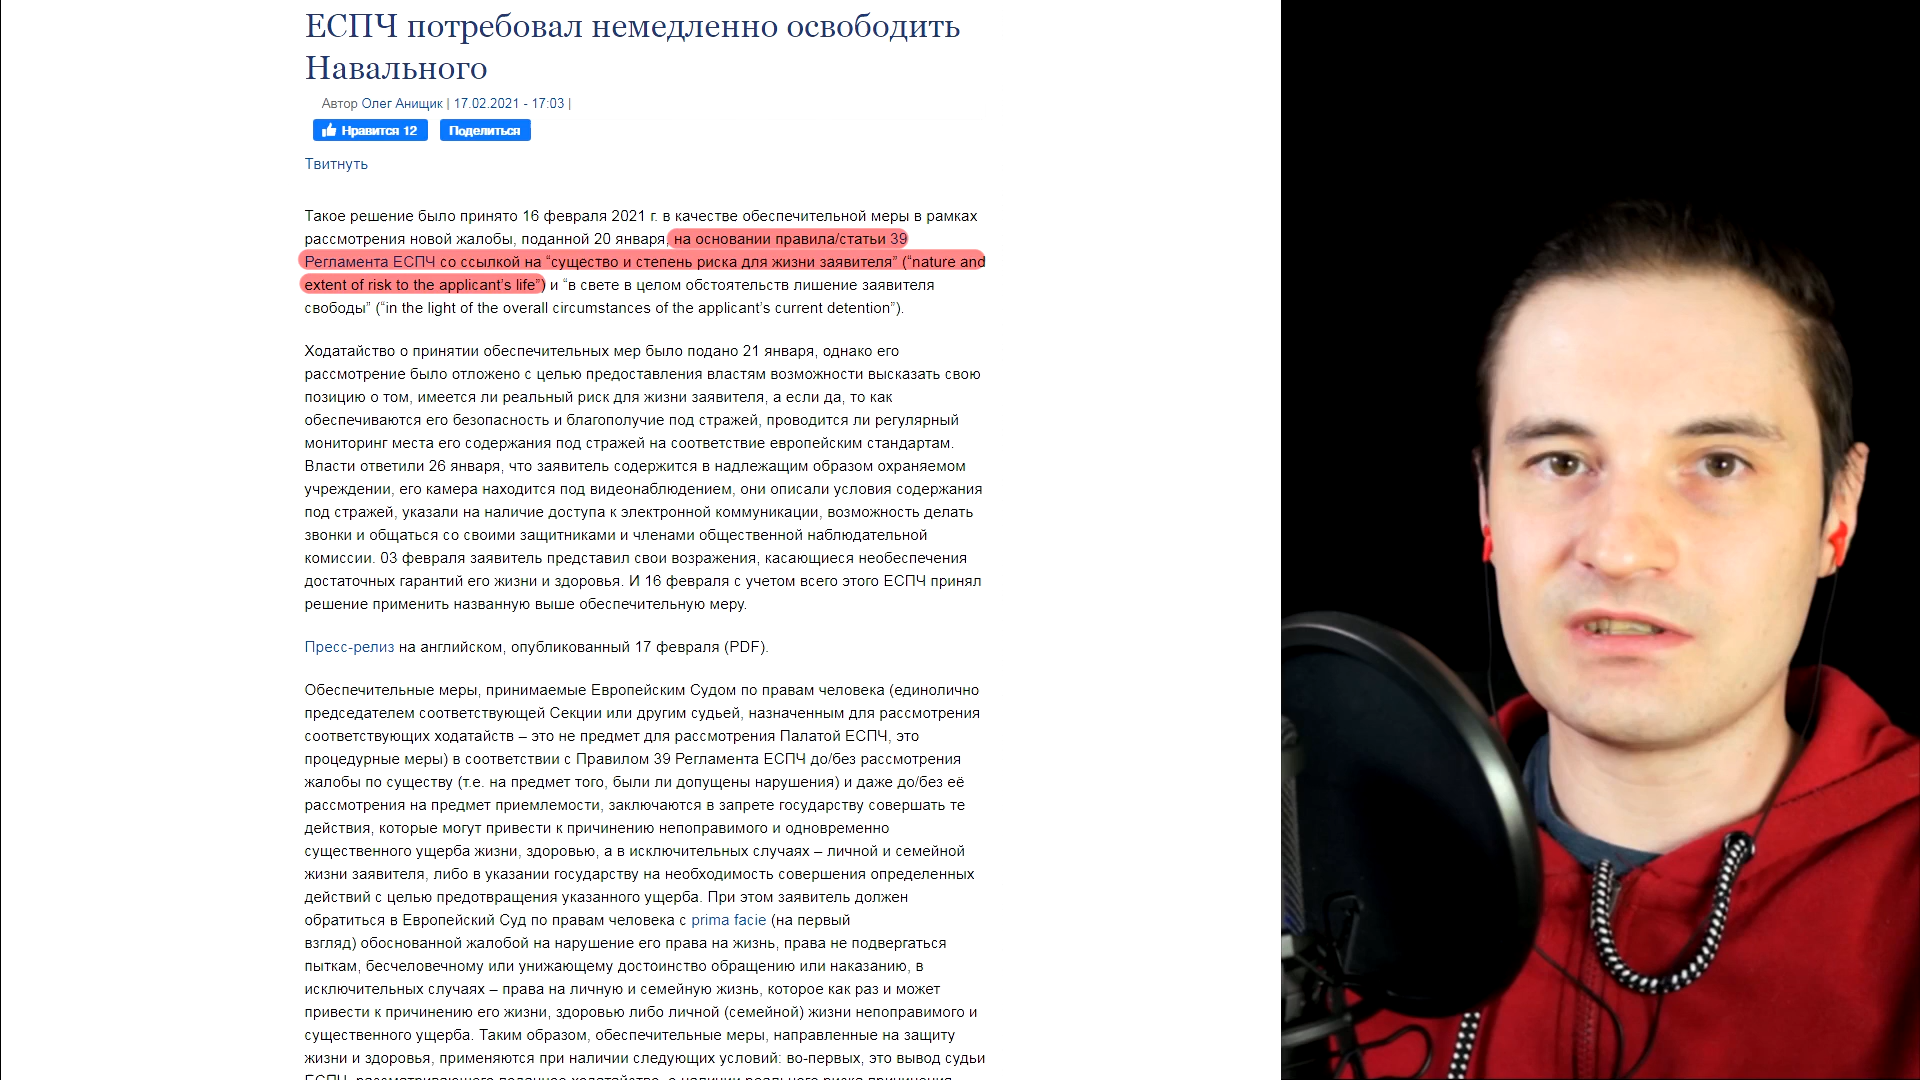 ЕСПЧ потребовал немедленно освободить
Навального
Автор Олег Анищик | 17.02.2021 - 17:03 |
Нравится 12 Поделиться
Твитнуть
Такое решение было принято 16 февраля 2021 г. в качестве обеспечительной меры в рамках
рассмотрения новой жалобы, поданной 20 января, на основании правила/статьи 39
Регламента ЕСПЧ со ссылкой на “существо и степень риска для жизни заявителя” (“nature and
extent of risk to the applicant’s life”) и “в свете в целом обстоятельств лишение заявителя
свободы” (“in the light of the overall circumstances of the applicant’s current detention”).
Ходатайство о принятии обеспечительных мер было подано 21 января, однако его
рассмотрение было отложено с целью предоставления властям возможности высказать свою
позицию о том, имеется ли реальный риск для жизни заявителя, а если да, то как
обеспечиваются его безопасность и благополучие под стражей, проводится ли регулярный
мониторинг места его содержания под стражей на соответствие европейским стандартам.
Власти ответили 26 января, что заявитель содержится в надлежащим образом охраняемом
учреждении, его камера находится под видеонаблюдением, они описали условия содержания
под стражей, указали на наличие доступа к электронной коммуникации, возможность делать
звонки и общаться со своими защитниками и членами общественной наблюдательной
комиссии. 03 февраля заявитель представил свои возражения, касающиеся необеспечения
достаточных гарантий его жизни и здоровья. И 16 февраля с учетом всего этого ЕСПЧ принял
решение применить названную выше обеспечительную меру.
Пресс-релиз на английском, опубликованный 17 февраля (PDF).
Обеспечительные меры, принимаемые Европейским Судом по правам человека (единолично
председателем соответствующей Секции или другим судьей, назначенным для рассмотрения
соответствующих ходатайств – это не предмет для рассмотрения Палатой ЕСПЧ, это
процедурные меры) в соответствии с Правилом 39 Регламента ЕСПЧ до/без рассмотрения
жалобы по существу (т.е. на предмет того, были ли допущены нарушения) и даже до/без её
рассмотрения на предмет приемлемости, заключаются в запрете государству совершать те
действия, которые могут привести к причинению непоправимого и одновременно
существенного ущерба жизни, здоровью, а в исключительных случаях – личной и семейной
жизни заявителя, либо в указании государству на необходимость совершения определенных
действий с целью предотвращения указанного ущерба. При этом заявитель должен
обратиться в Европейский Суд по правам человека с prima facie (на первый
взгляд) обоснованной жалобой на нарушение его права на жизнь, права не подвергаться
пыткам, бесчеловечному или унижающему достоинство обращению или наказанию, в
исключительных случаях – права на личную и семейную жизнь, которое как раз и может
привести к причинению его жизни, здоровью либо личной (семейной) жизни непоправимого и
существенного ущерба. Таким образом, обеспечительные меры, направленные на защиту
жизни и здоровья, применяются при наличии следующих условий: во-первых, это вывод судьи